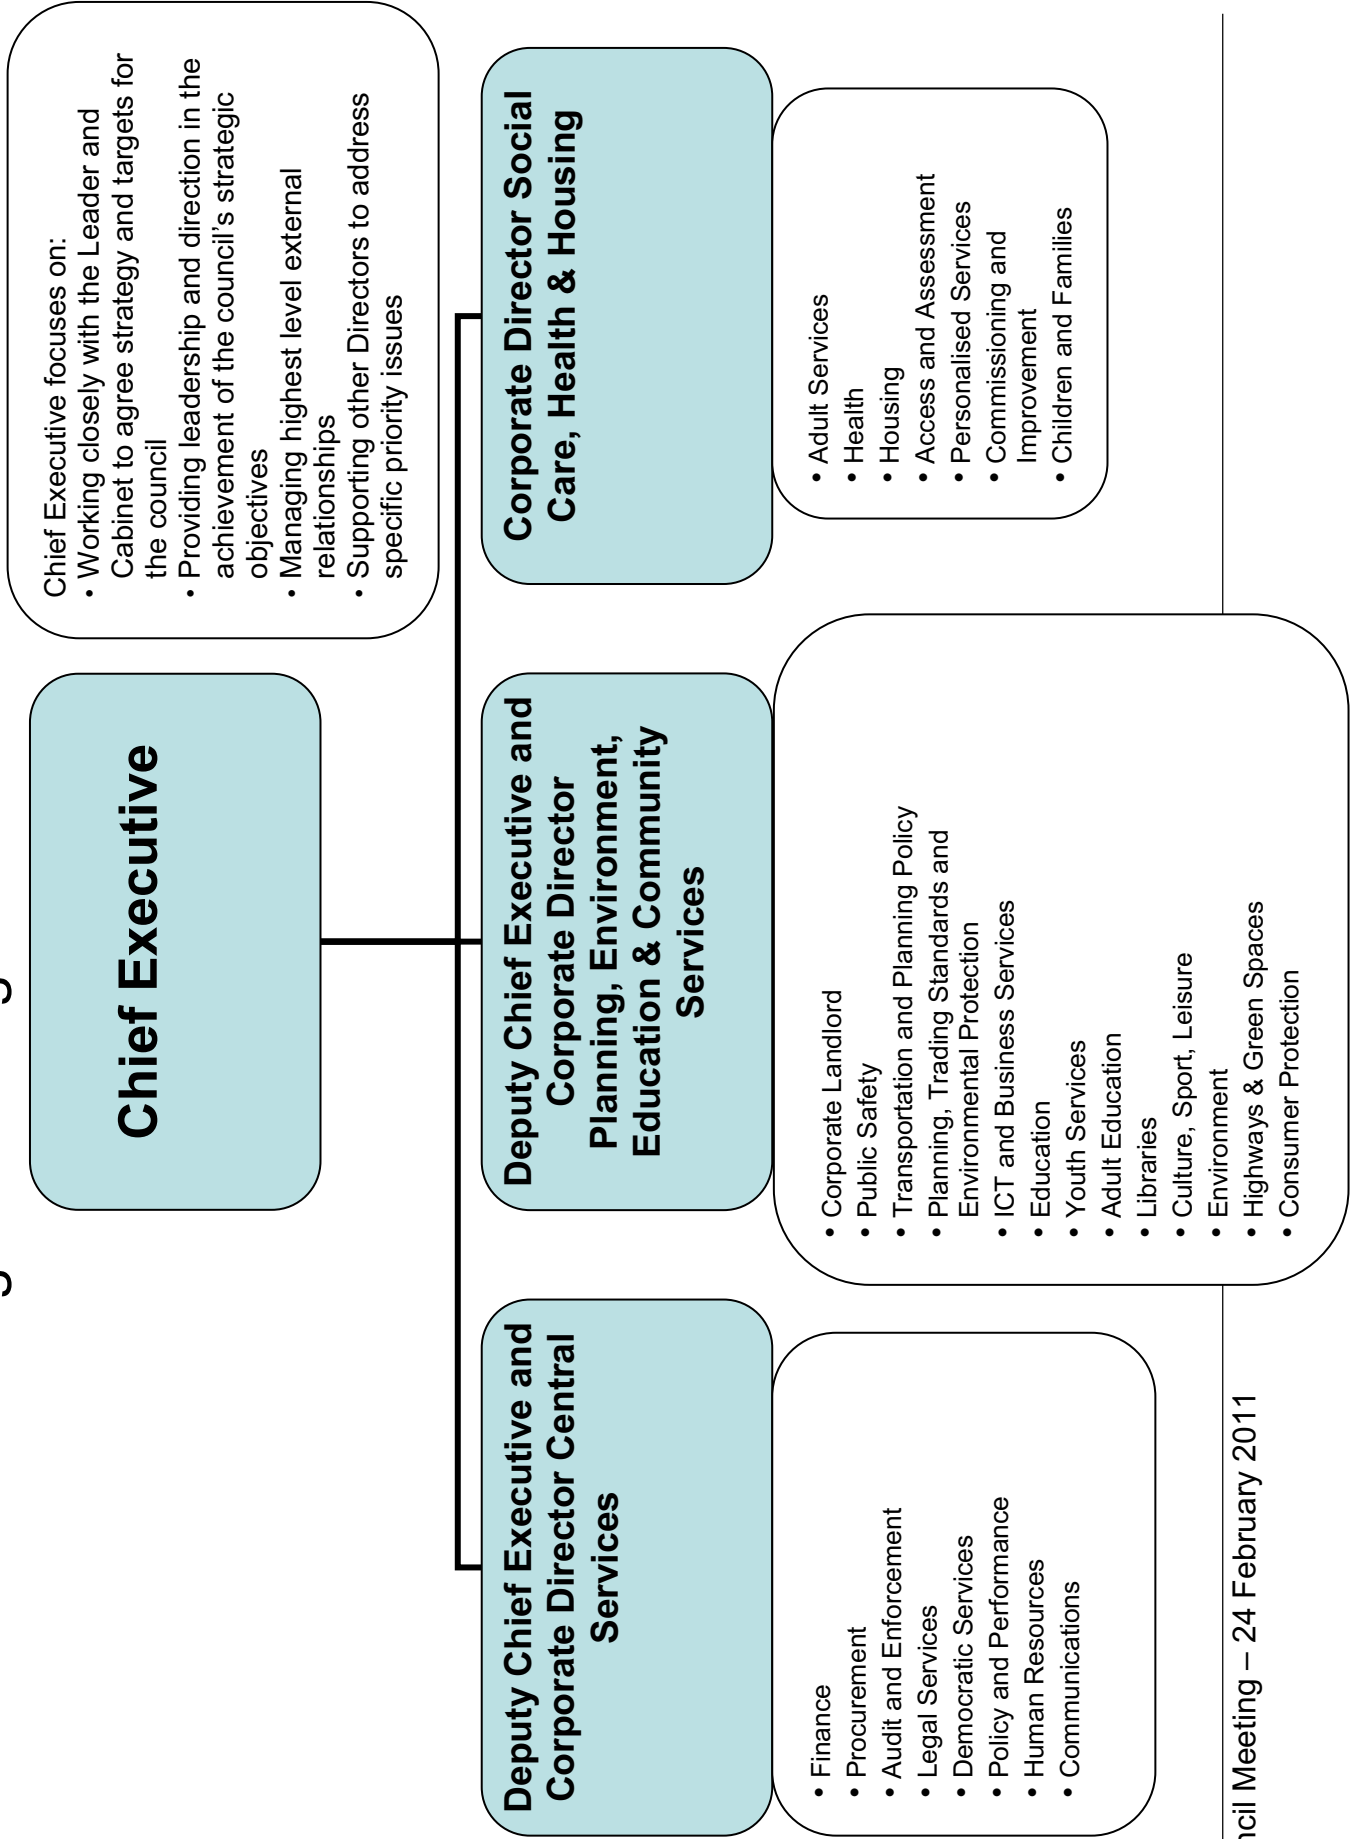 Chief Executive
Chief Executive focuses on:
• Working closely with the Leader and
Cabinet to agree strategy and targets for
the council
• Providing leadership and direction in the
achievement of the council's strategic
objectives
• Managing highest level external
relationships
• Supporting other Directors to address
specific priority issues
Deputy Chief Executive and
Corporate Director Central
Services
• Finance
• Procurement
• Audit and Enforcement
• Legal Services
• Democratic Services
• Policy and Performance
• Human Resources
• Communications
Deputy Chief Executive and
Corporate Director
Planning, Environment,
Education & Community
Services
• Corporate Landlord
• Public Safety
• Transportation and Planning Policy
• Planning, Trading Standards and
Environmental Protection
• ICT and Business Services
• Education
• Youth Services
• Adult Education
• Libraries
• Culture, Sport, Leisure
• Environment
• Highways & Green Spaces
• Consumer Protection
Corporate Director Social
Care, Health & Housing
• Adult Services
• Health
• Housing
• Access and Assessment
• Personalised Services
• Commissioning and
Improvement
• Children and Families
ncil Meeting – 24 February 2011